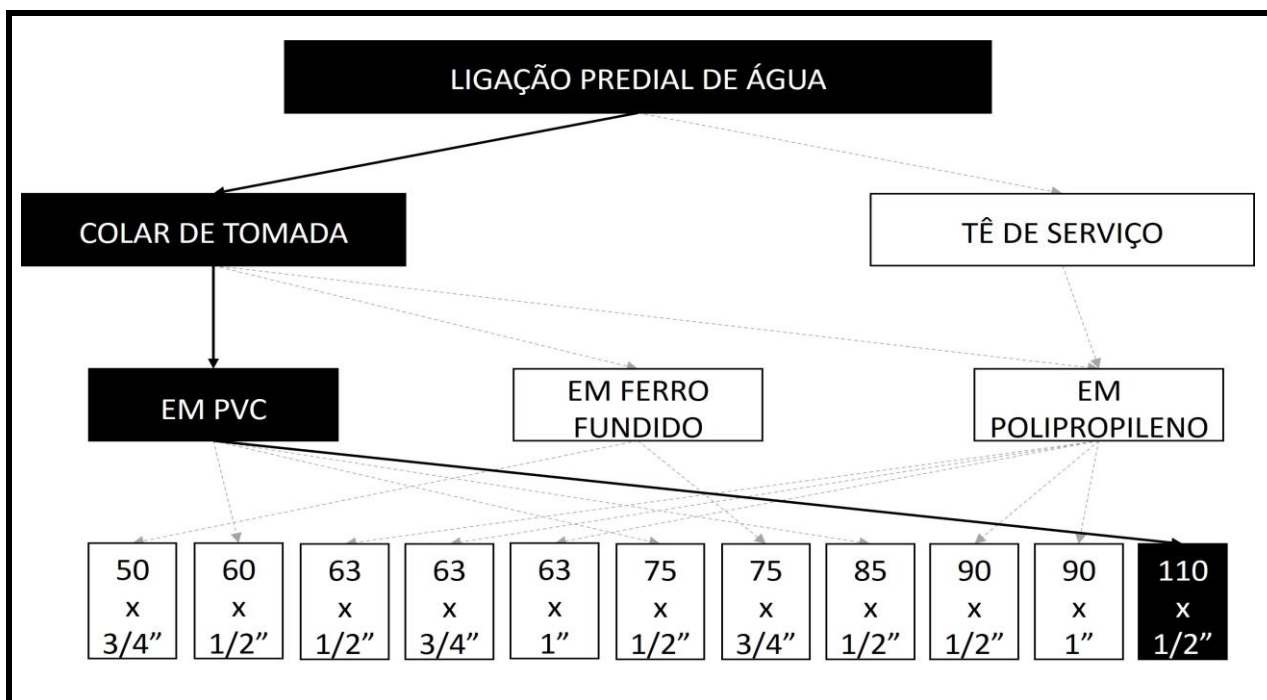 LIGAÇÃO PREDIAL DE ÁGUA
COLAR DE TOMADA
TÊ DE SERVIÇO
EM PVC
EM FERRO
FUNDIDO
EM
POLIPROPILENO
50
x
3/4”
60
x
1/2”
63
x
1/2”
63
x
3/4”
63
x
1”
75
x
1/2”
75
x
3/4”
85
x
1/2”
90
x
1/2”
90
x
1”
110
x
1/2”